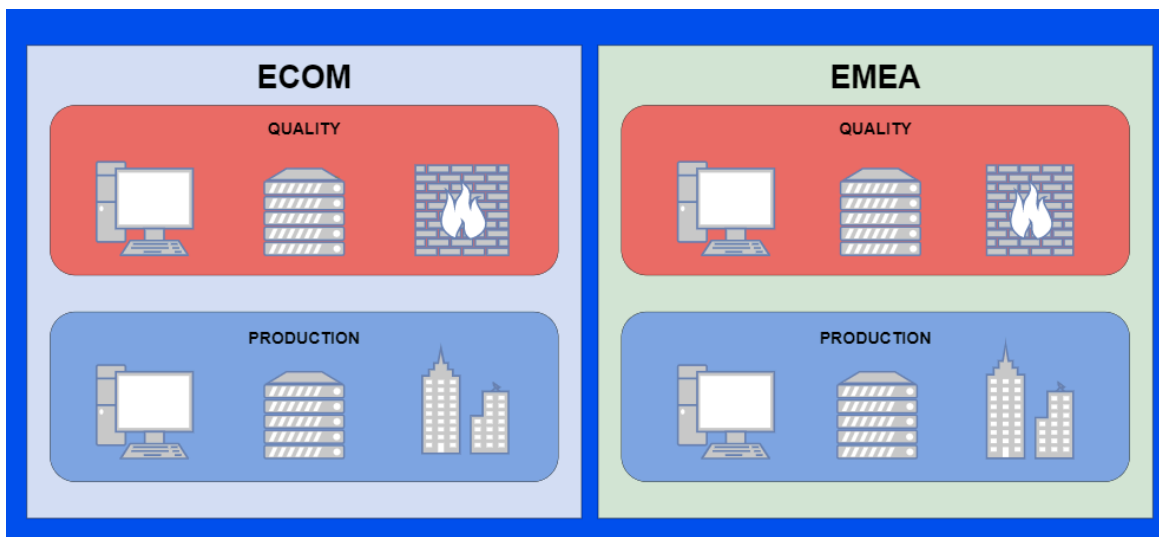 ECOM
QUALITY
PRODUCTION
EMEA
QUALITY
PRODUCTION